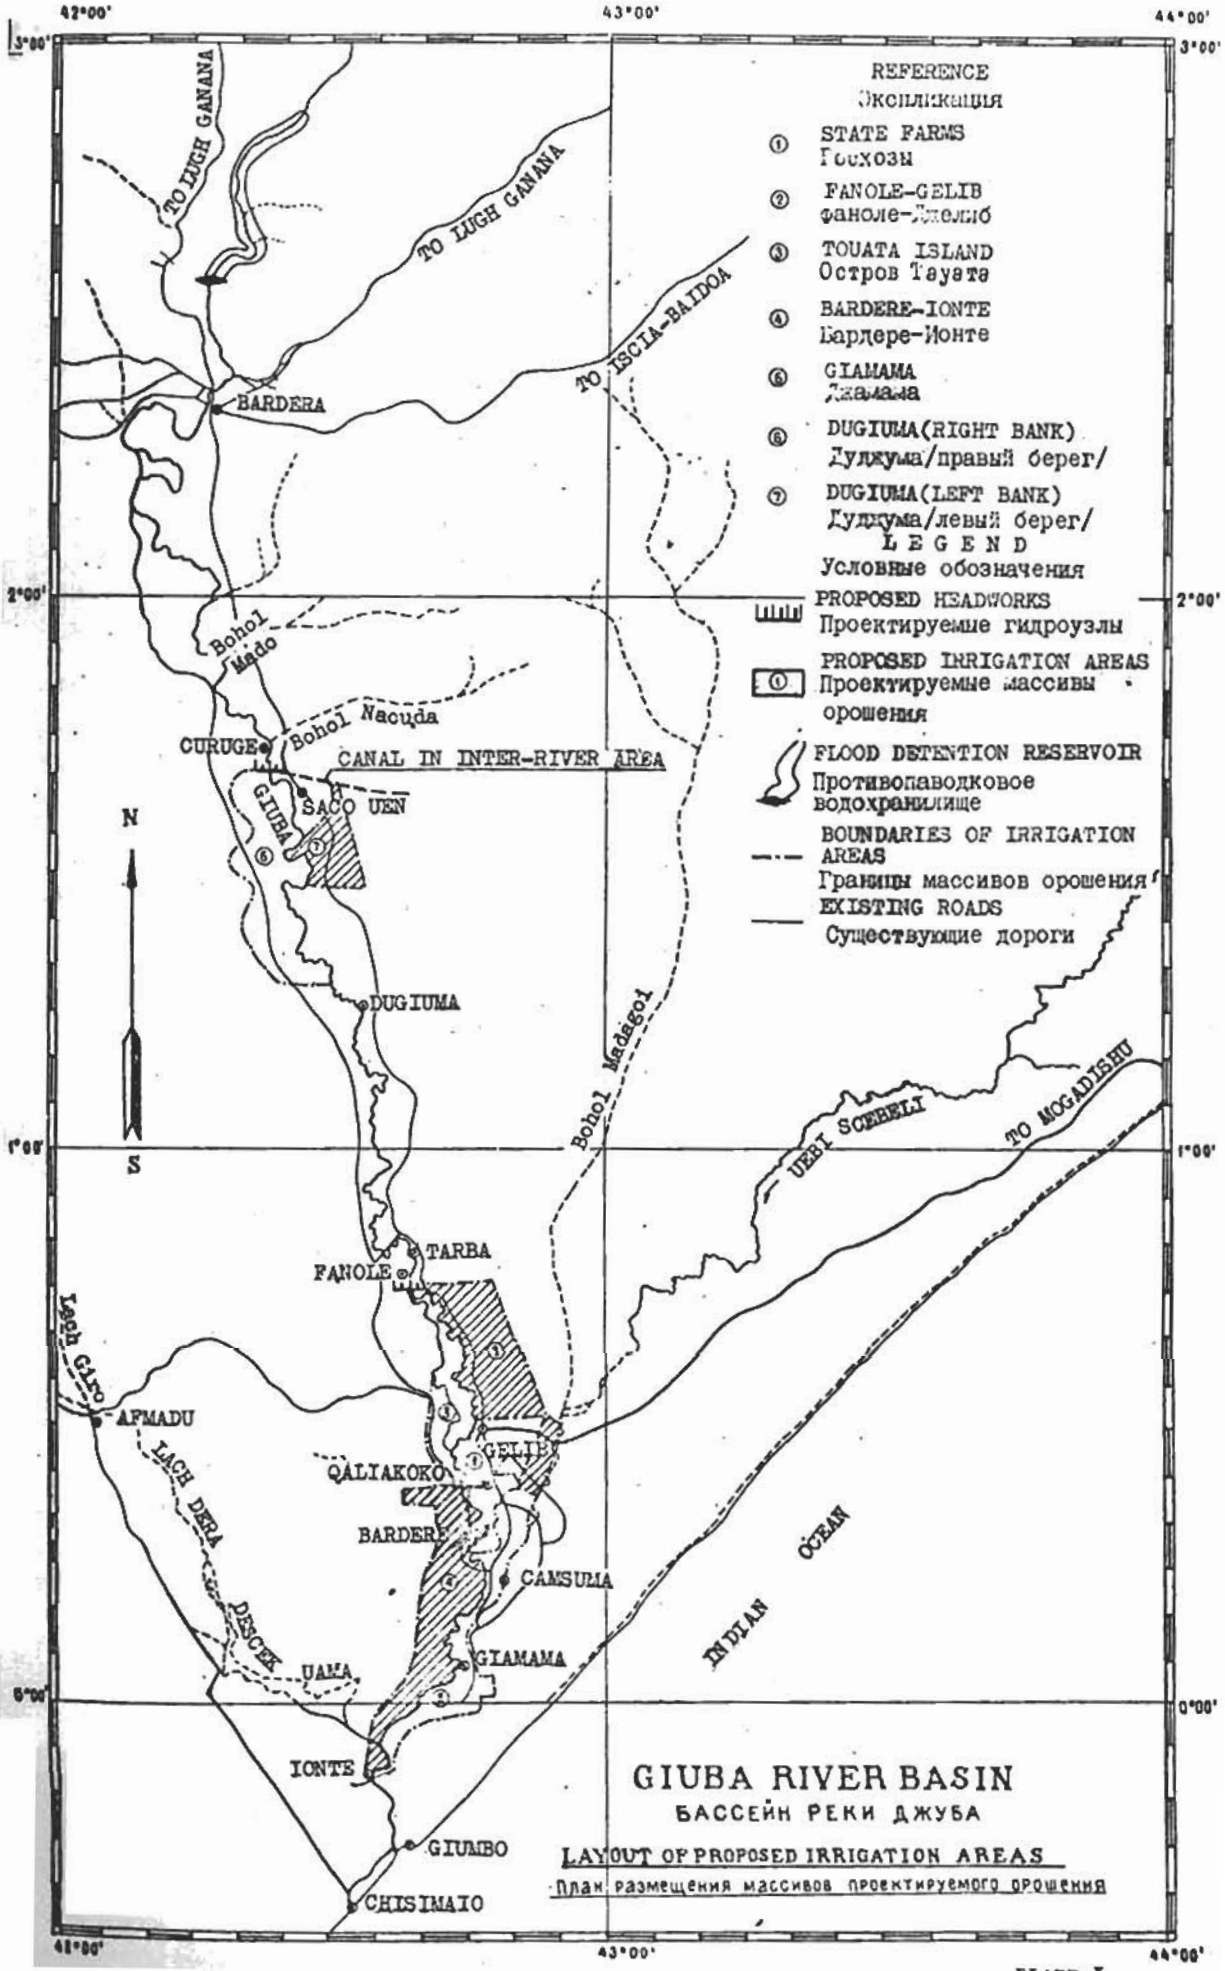 42°00'
43°00'
44°00'
3°00'
3°00'
REFERENCE
Экспликация
① STATE FARMS
Госхозы
② FANOLE-GELIB
фаноле-Джелиб
③ TOUATA ISLAND
Остров Тауата
④ BARDERE-IONTE
Бардере-Ионте
⑤ GIAMAMA
Джамама
⑥ DUGIUMA(RIGHT BANK)
Дуджума/правый берег/
⑦ DUGIUMA(LEFT BANK)
Дуджума/левый берег/
LEGEND
Условные обозначения
PROPOSED HEADWORKS
Проектируемые гидроузлы
① PROPOSED IRRIGATION AREAS
Проектируемые массивы
орошения
FLOOD DETENTION RESERVOIR
Противопаводковое
водохранилище
BOUNDARIES OF IRRIGATION
AREAS
Границы массивов орошения
EXISTING ROADS
Существующие дороги
TO LUGH GANANA
TO LUGH GANANA
TO ISCIA-BAIDOA
BARDERA
2°00'
2°00'
Bohol
Mado
Bohol Nacuda
CURUGE
CANAL IN INTER-RIVER AREA
GIUBA
SACO UEN
⑥
⑦
N
S
DUGIUMA
Bohol Madagoi
UEBI SCEBELI
TO MOGADISHU
1°00'
1°00'
TARBA
FANOLE
Lach Giro
②
③
AFMADU
GELIB
①
QALIAKOKO
LACH DERA
BARDERE
④
CAMSUMA
DESCEK
UAMA
GIAMAMA
INDIAN OCEAN
0°00'
0°00'
IONTE
GIUMBO
CHISIMAIO
GIUBA RIVER BASIN
БАССЕЙН РЕКИ ДЖУБА
LAYOUT OF PROPOSED IRRIGATION AREAS
План размещения массивов проектируемого орошения
43°00'
44°00'